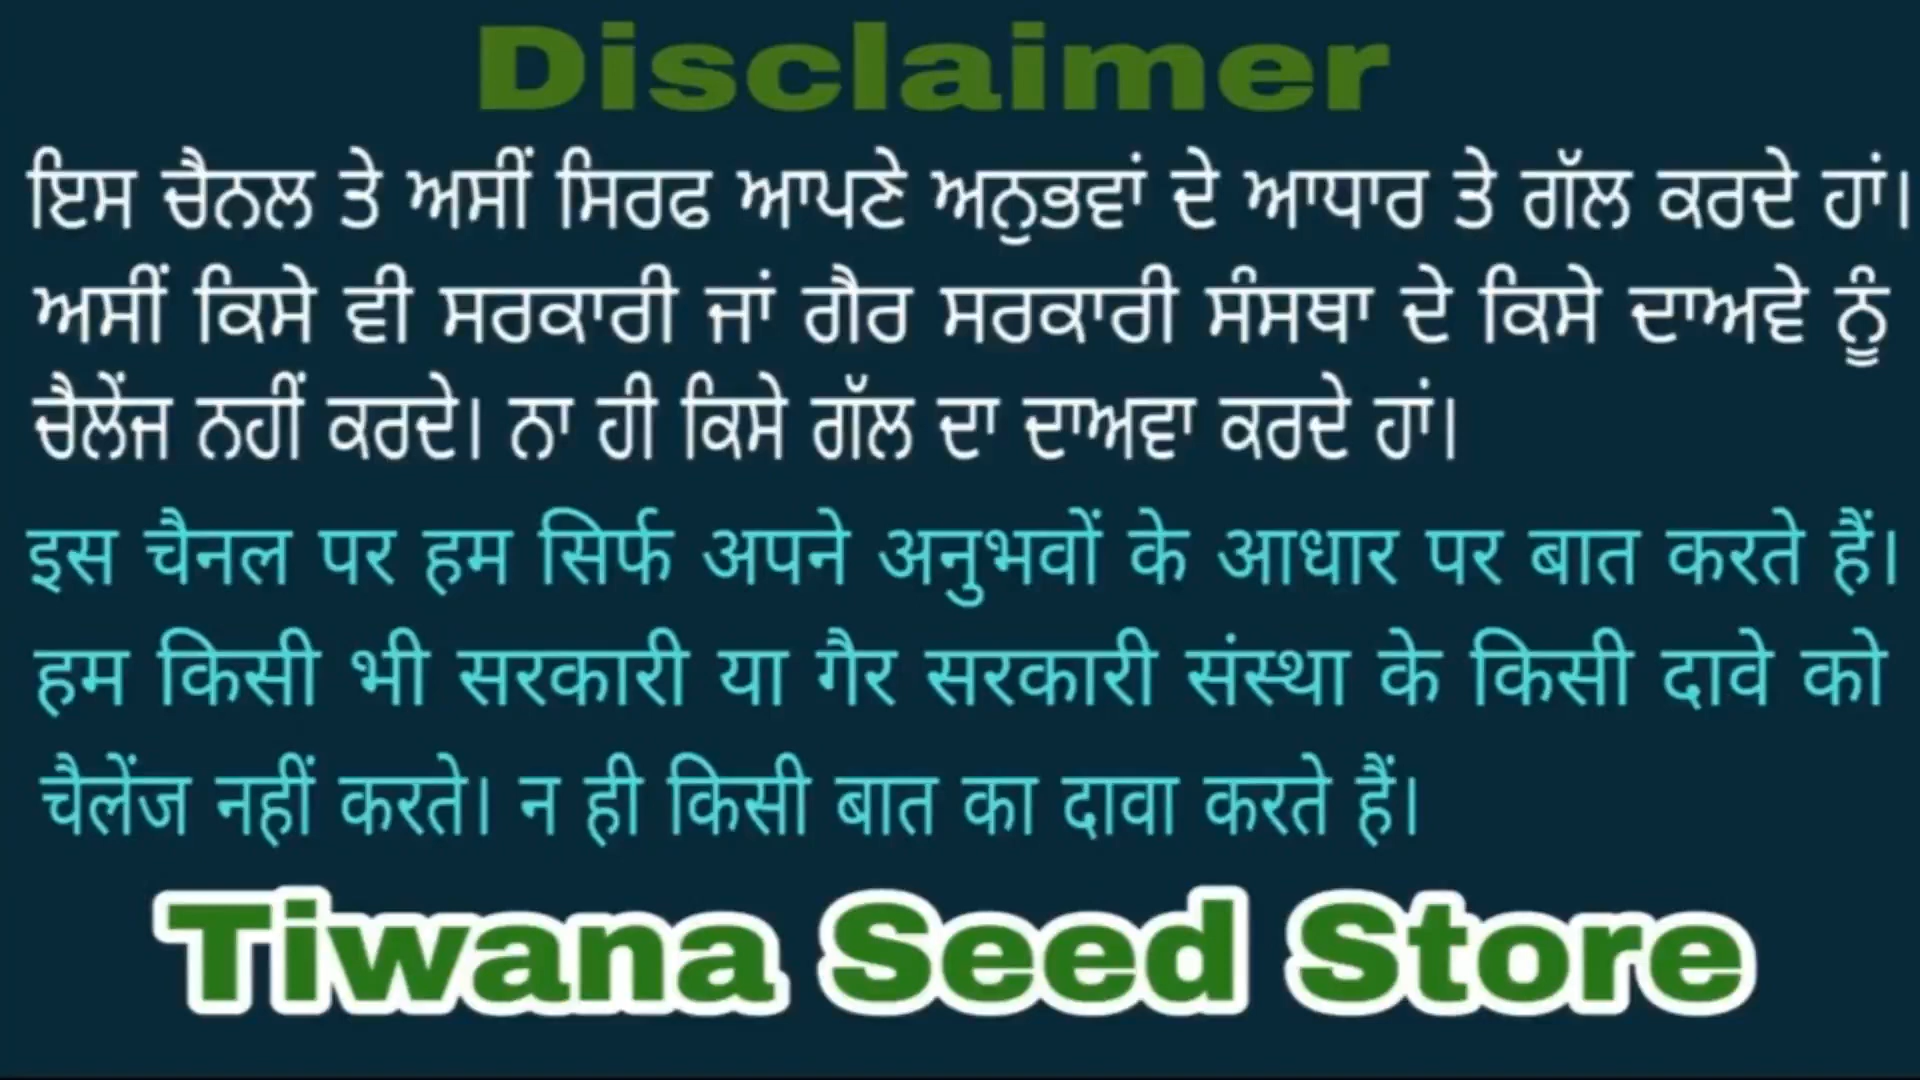 Disclaimer
ਇਸ ਚੈਨਲ ਤੇ ਅਸੀਂ ਸਿਰਫ ਆਪਣੇ ਅਨੁਭਵਾਂ ਦੇ ਆਧਾਰ ਤੇ ਗੱਲ ਕਰਦੇ ਹਾਂ।
ਅਸੀਂ ਕਿਸੇ ਵੀ ਸਰਕਾਰੀ ਜਾਂ ਗੈਰ ਸਰਕਾਰੀ ਸੰਸਥਾ ਦੇ ਕਿਸੇ ਦਾਅਵੇ ਨੂੰ
ਚੈਲੇਂਜ ਨਹੀਂ ਕਰਦੇ। ਨਾ ਹੀ ਕਿਸੇ ਗੱਲ ਦਾ ਦਾਅਵਾ ਕਰਦੇ ਹਾਂ।
इस चैनल पर हम सिर्फ अपने अनुभवों के आधार पर बात करते हैं।
हम किसी भी सरकारी या गैर सरकारी संस्था के किसी दावे को
चैलेंज नहीं करते। न ही किसी बात का दावा करते हैं।
Tiwana Seed Store